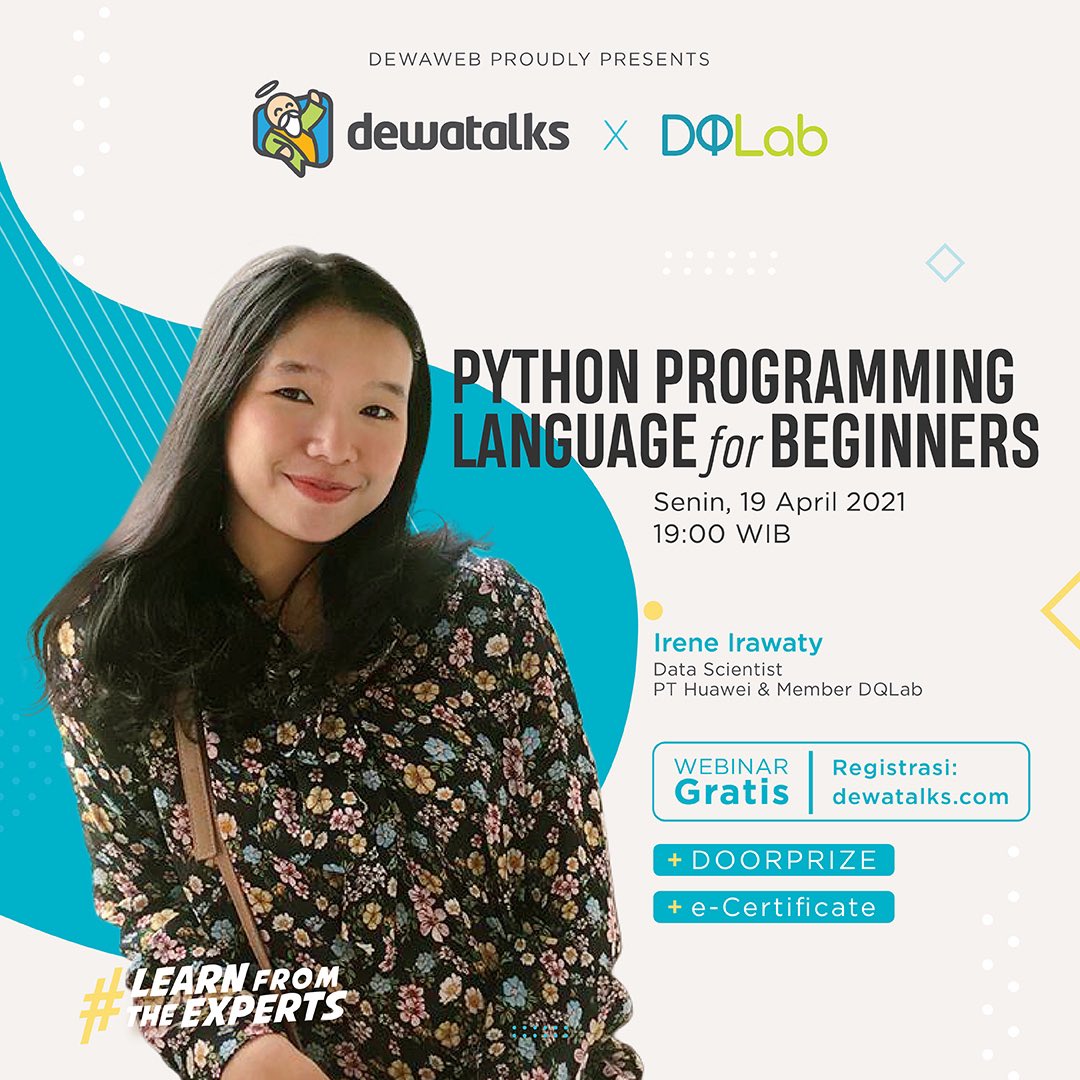 DEWAWEB PROUDLY PRESENTS
dewatalks X DQLab
PYTHON PROGRAMMING
LANGUAGE for BEGINNERS
Senin, 19 April 2021
19:00 WIB
Irene Irawaty
Data Scientist
PT Huawei & Member DQLab
WEBINAR
Gratis
Registrasi:
dewatalks.com
+ DOORPRIZE
+ e-Certificate
#LEARN FROM
THE EXPERTS